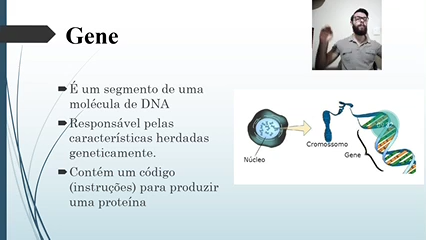 Gene
É um segmento de uma
molécula de DNA
Responsável pelas
características herdadas
geneticamente.
Contém um código
(instruções) para produzir
uma proteína
Núcleo
Cromossomo
Gene